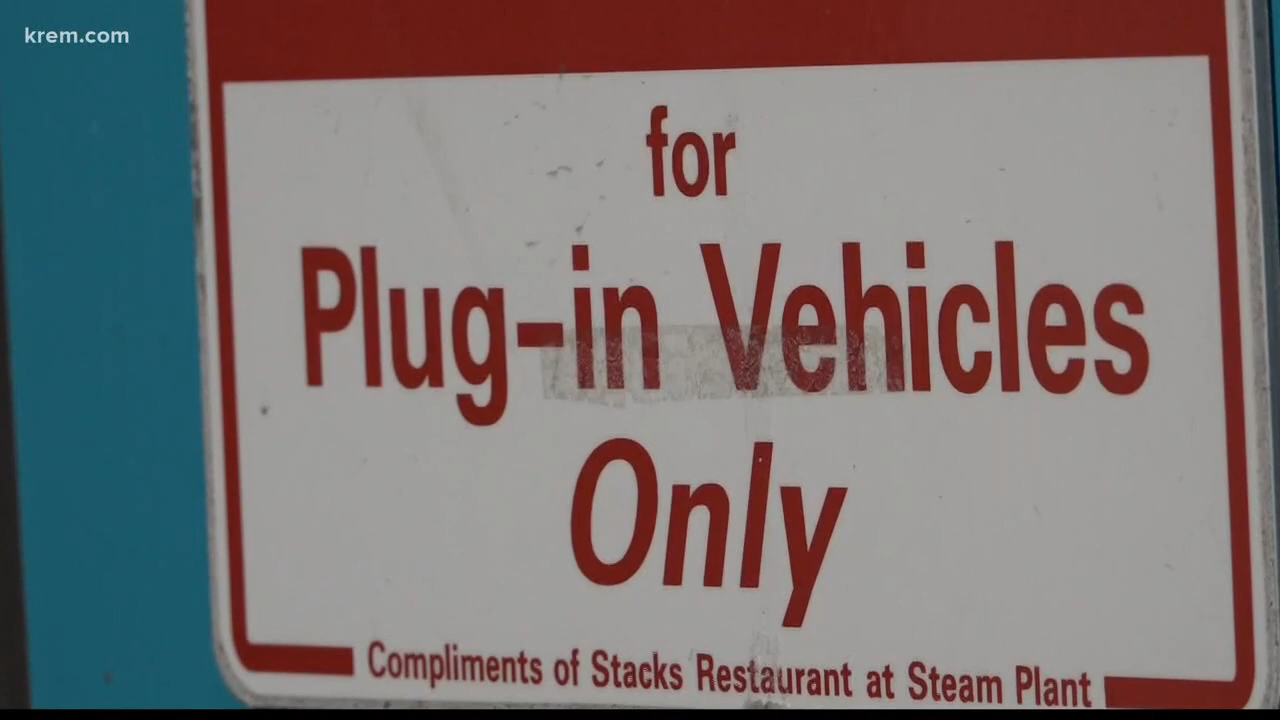 krem.com
for
Plug-in Vehicles
Only
Compliments of Stacks Restaurant at Steam Plant